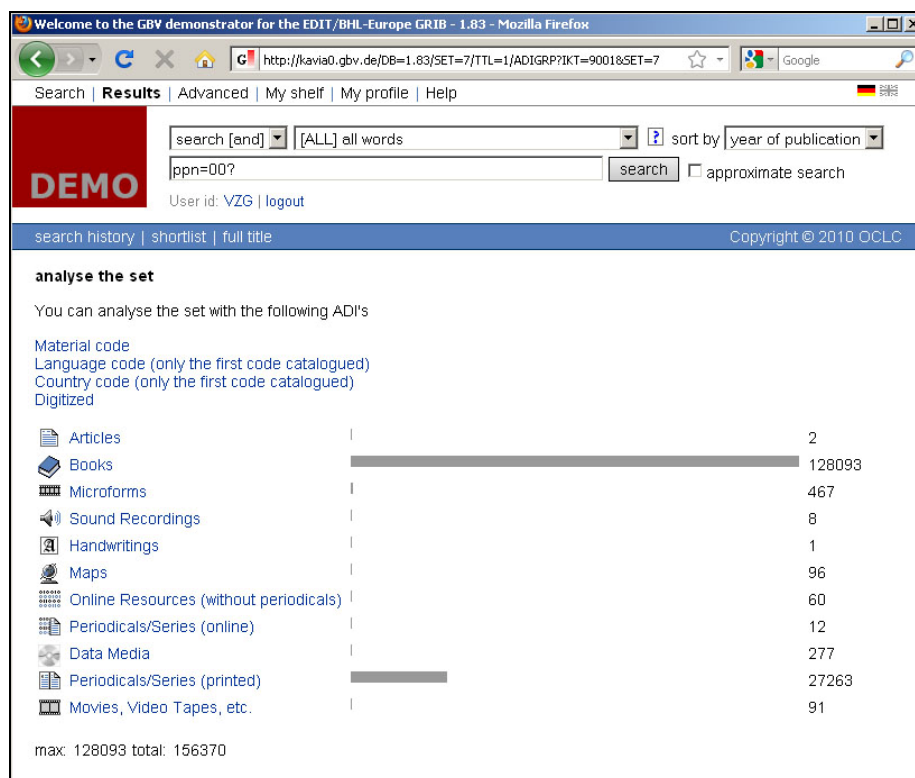 Welcome to the GBV demonstrator for the EDIT/BHL-Europe GRIB - 1.83 - Mozilla Firefox
G http://kavia0.gbv.de/DB=1.83/SET=7/TTL=1/ADIGRP?IKT=9001&SET=7 Google
Search | Results | Advanced | My shelf | My profile | Help
search [and] [ALL] all words ? sort by year of publication
ppn=00? search approximate search
DEMO
User id: VZG | logout
search history | shortlist | full title Copyright © 2010 OCLC
analyse the set
You can analyse the set with the following ADI's
Material code
Language code (only the first code catalogued)
Country code (only the first code catalogued)
Digitized
Articles 2
Books 128093
Microforms 467
Sound Recordings 8
A Handwritings 1
Maps 96
Online Resources (without periodicals) 60
Periodicals/Series (online) 12
Data Media 277
Periodicals/Series (printed) 27263
Movies, Video Tapes, etc. 91
max: 128093 total: 156370